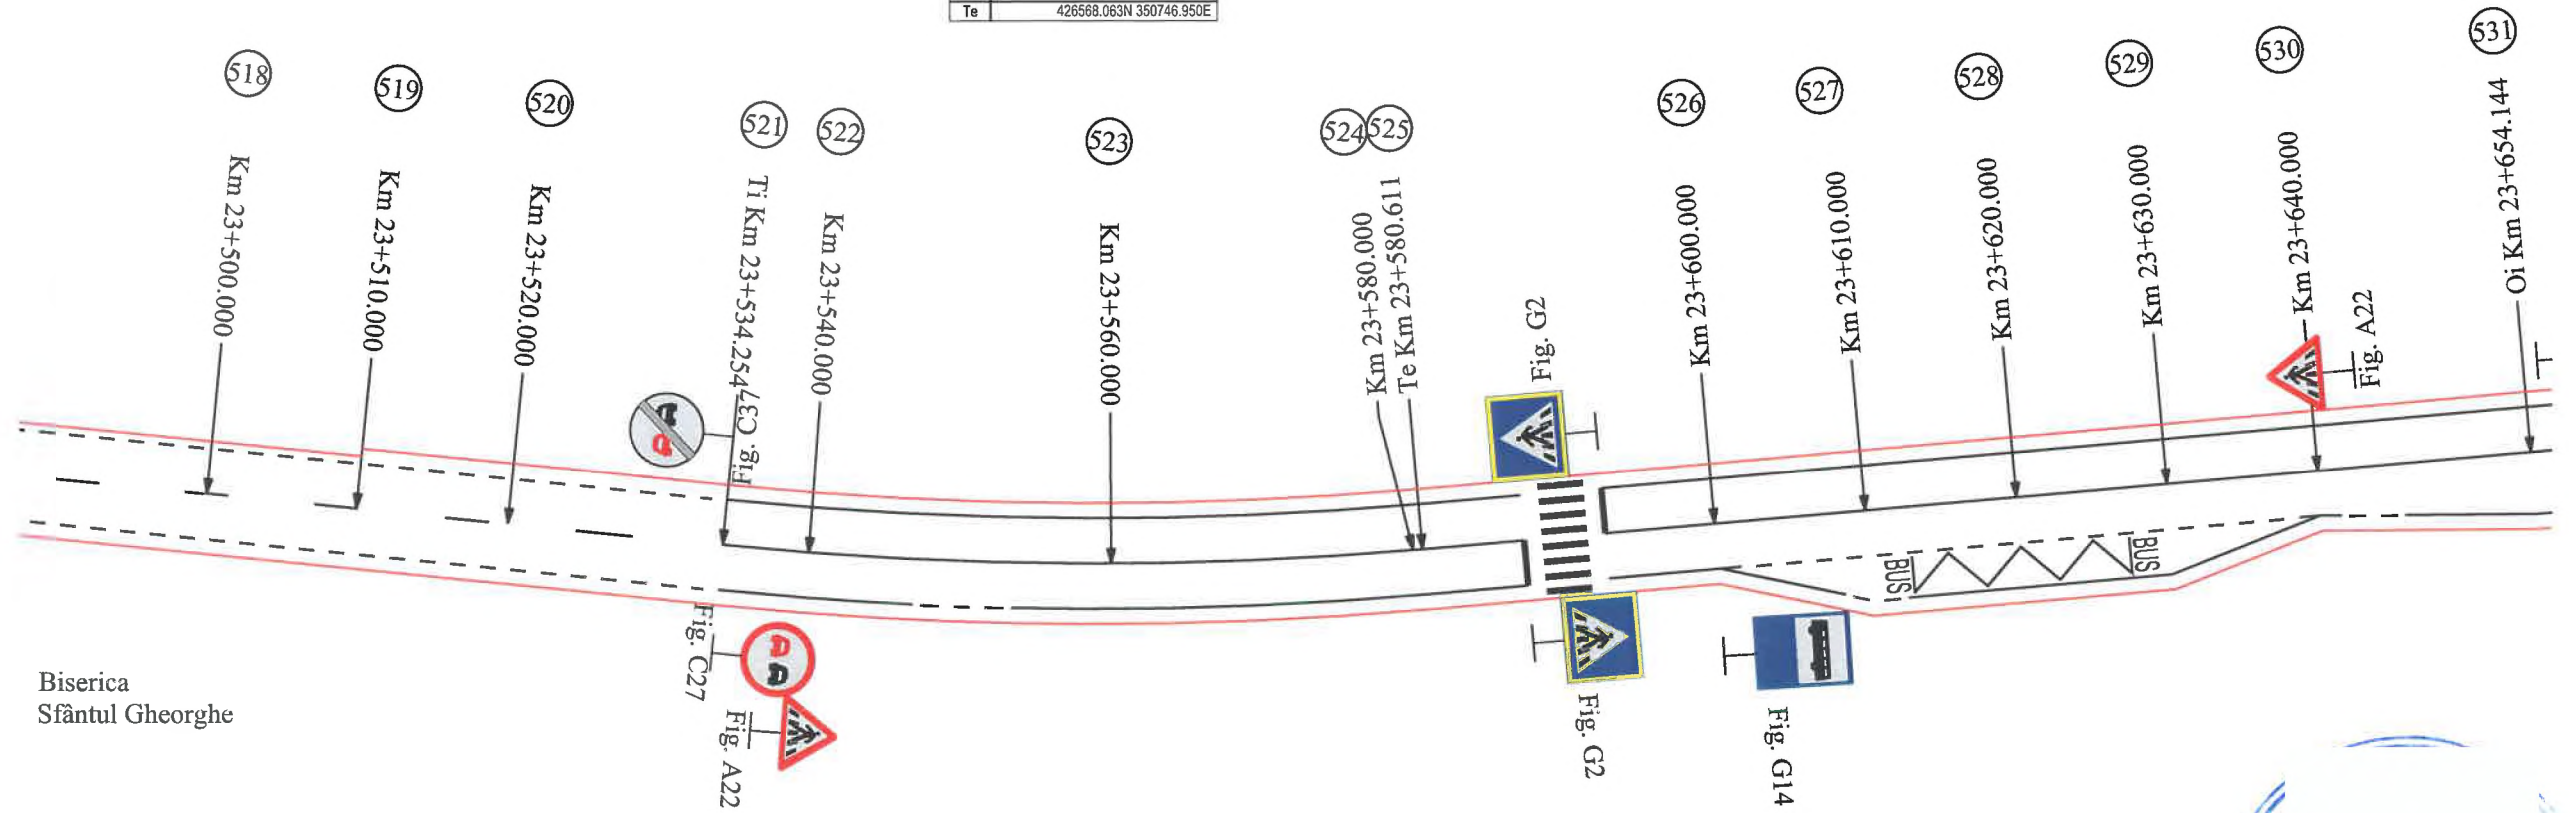 Te 426568.063N 350746.950E
518
519
520
521
522
523
524
525
526
527
528
529
530
531
Km 23+500.000
Km 23+510.000
Km 23+520.000
Ti Km 23+534.254
Km 23+540.000
Km 23+560.000
Km 23+580.000
Te Km 23+580.611
Km 23+600.000
Km 23+610.000
Km 23+620.000
Km 23+630.000
Km 23+640.000
Oi Km 23+654.144
Fig. C37
Fig. G2
Fig. A22
BUS
BUS
Fig. C27
Fig. A22
Fig. G2
Fig. G14
Biserica
Sfântul Gheorghe